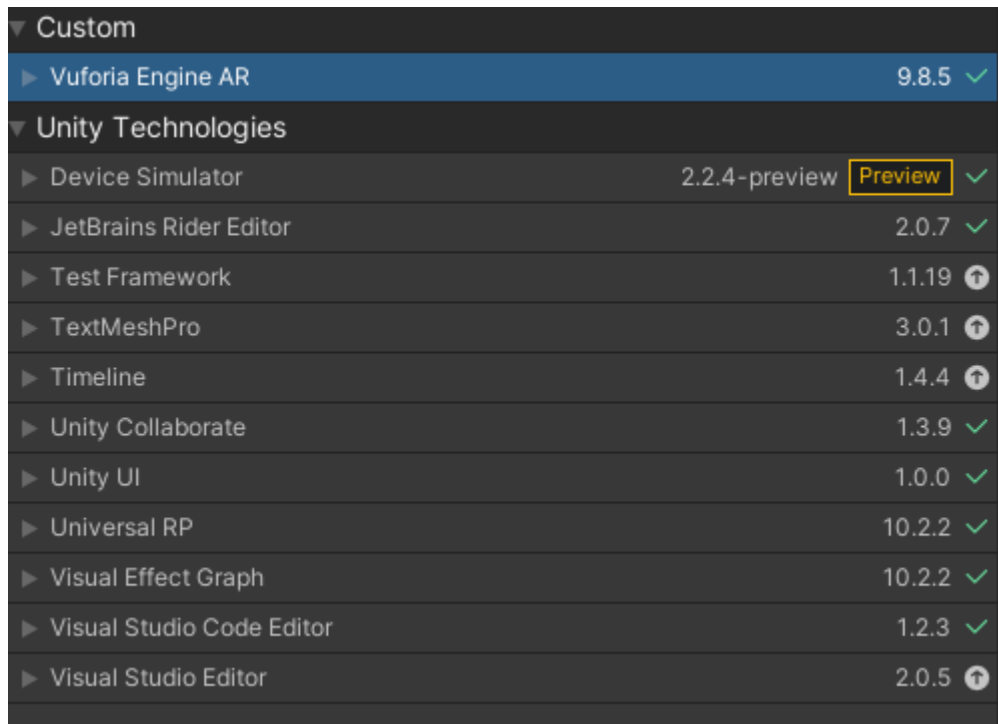 Custom
Vuforia Engine AR 9.8.5
Unity Technologies
Device Simulator 2.2.4-preview Preview
JetBrains Rider Editor 2.0.7
Test Framework 1.1.19
TextMeshPro 3.0.1
Timeline 1.4.4
Unity Collaborate 1.3.9
Unity UI 1.0.0
Universal RP 10.2.2
Visual Effect Graph 10.2.2
Visual Studio Code Editor 1.2.3
Visual Studio Editor 2.0.5